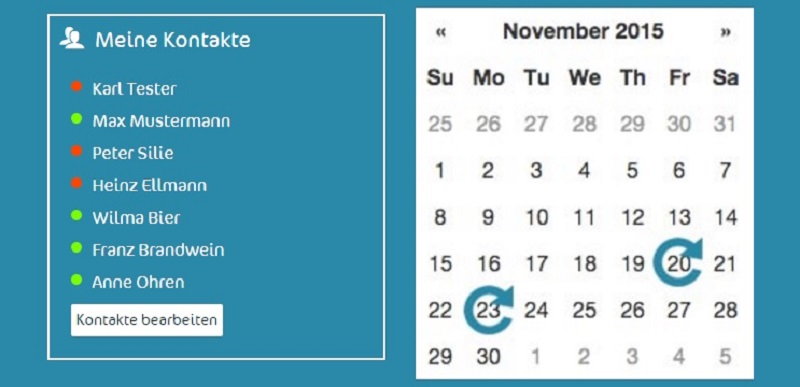 Meine Kontakte
Karl Tester
Max Mustermann
Peter Silie
Heinz Ellmann
Wilma Bier
Franz Brandwein
Anne Ohren
Kontakte bearbeiten
« November 2015 »
Su Mo Tu We Th Fr Sa
25 26 27 28 29 30 31
1 2 3 4 5 6 7
8 9 10 11 12 13 14
15 16 17 18 19 20 21
22 23 24 25 26 27 28
29 30 1 2 3 4 5